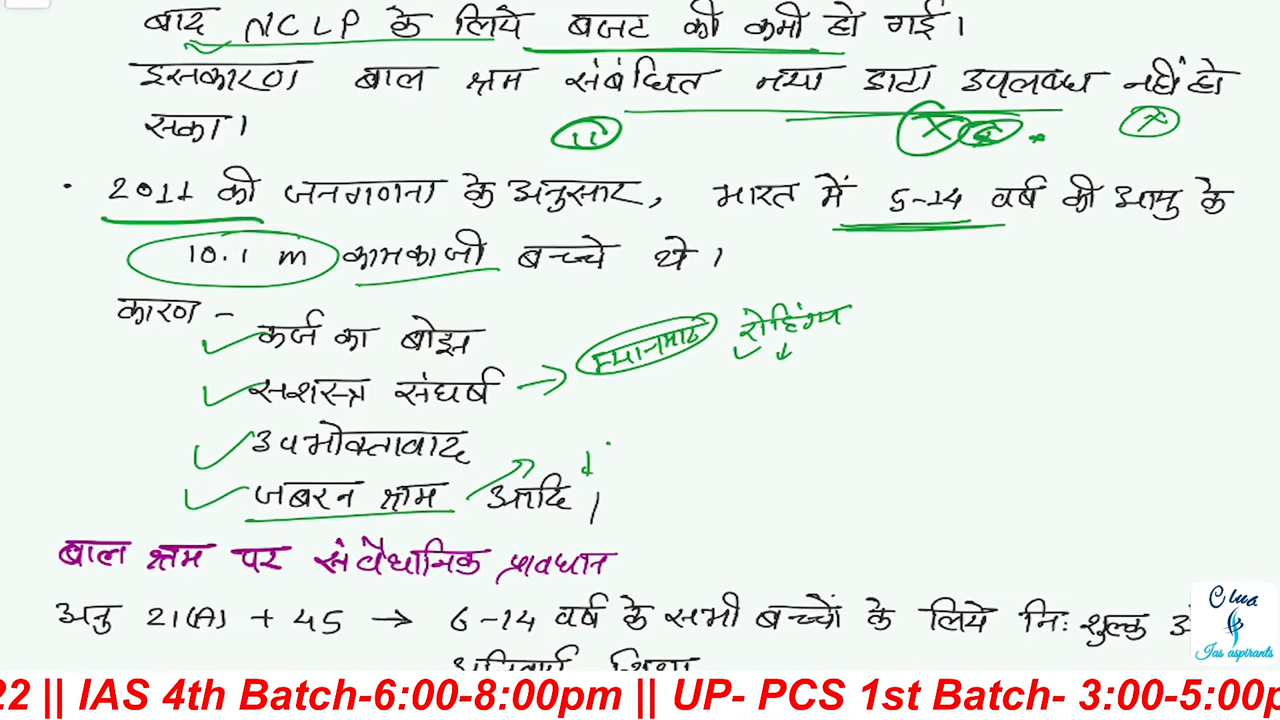 बाद NCLP के लिये बजट की कमी हो गई।
इसकारण बाल श्रम संबंधित नया डाटा उपलब्ध नहीं हो
सका।
• 2011 की जनगणना के अनुसार, भारत में 5-14 वर्ष की आयु के
10.1 m कामकाजी बच्चे थे।
कारण -
कर्ज का बोझ
सशस्त्र संघर्ष → म्यानमार रोहिंग्य
उपभोक्तावाद
जबरन श्रम आदि।
बाल श्रम पर संवैधानिक प्रावधान
अनु 21(A) + 45 → 6-14 वर्ष के सभी बच्चों के लिये निः शुल्क
Ias aspirants
22 || IAS 4th Batch-6:00-8:00pm || UP- PCS 1st Batch- 3:00-5:00p